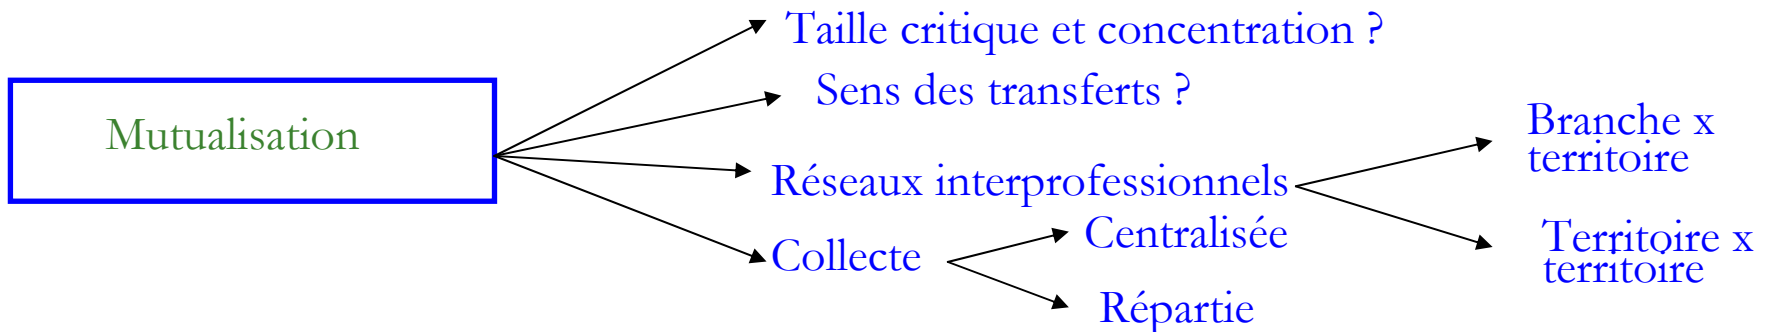 Taille critique et concentration ?
Sens des transferts ?
Mutualisation
Branche x
territoire
Réseaux interprofessionnels
Centralisée
Territoire x
territoire
Collecte
Répartie